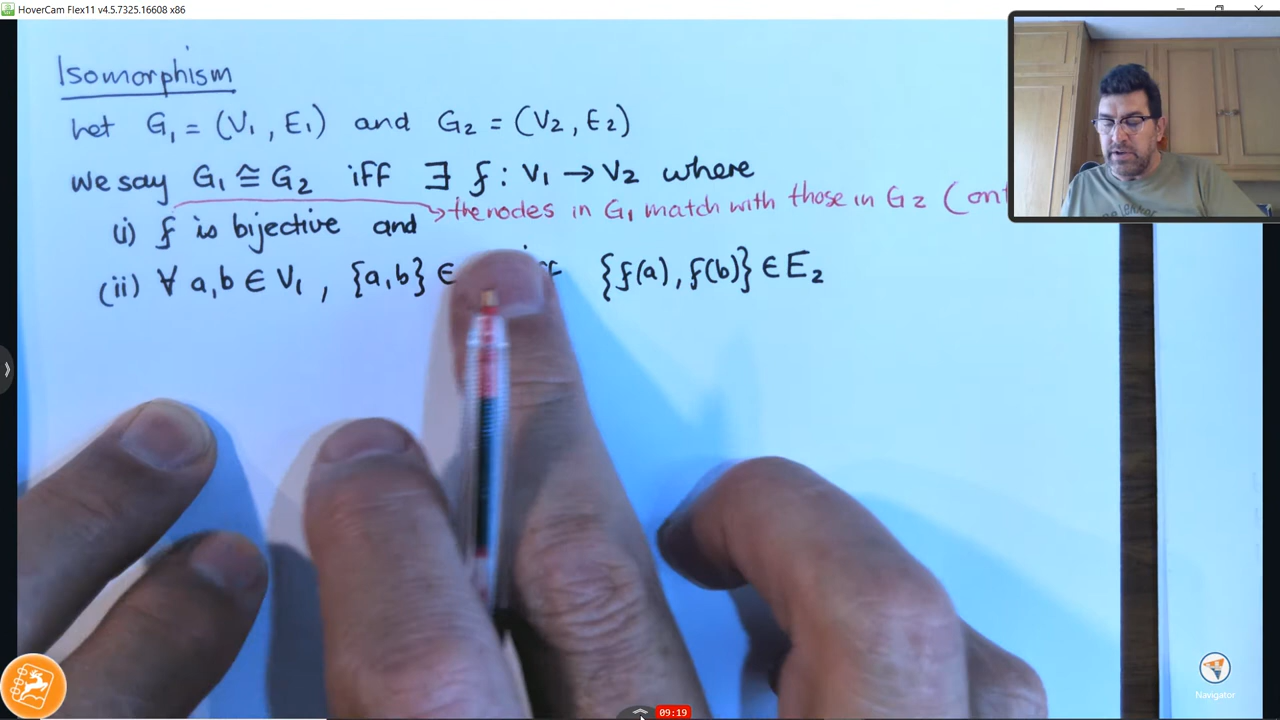 HoverCam Flex11 v4.5.7325.16608 x86
Isomorphism
Let G₁ = (V₁, E₁) and G₂ = (V₂, E₂)
We say G₁ ≅ G₂ iff ∃ f : V₁ → V₂ where
→ the nodes in G₁ match with those in G₂
(i) f is bijective and
(ii) ∀ a,b ∈ V₁ , {a,b} ∈ {f(a), f(b)} ∈ E₂
Navigator
09:19